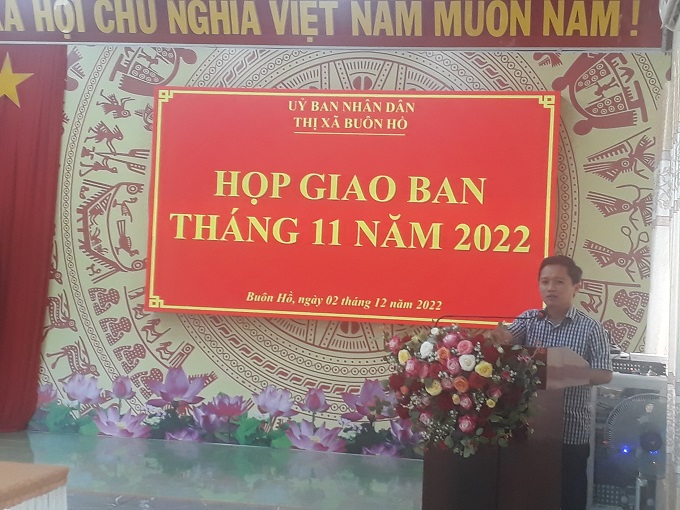 XÃ HỘI CHỦ NGHĨA VIỆT NAM MUÔN NĂM !
UỶ BAN NHÂN DÂN
THỊ XÃ BUÔN HỒ
HỌP GIAO BAN
THÁNG 11 NĂM 2022
Buôn Hồ, ngày 02 tháng 12 năm 2022